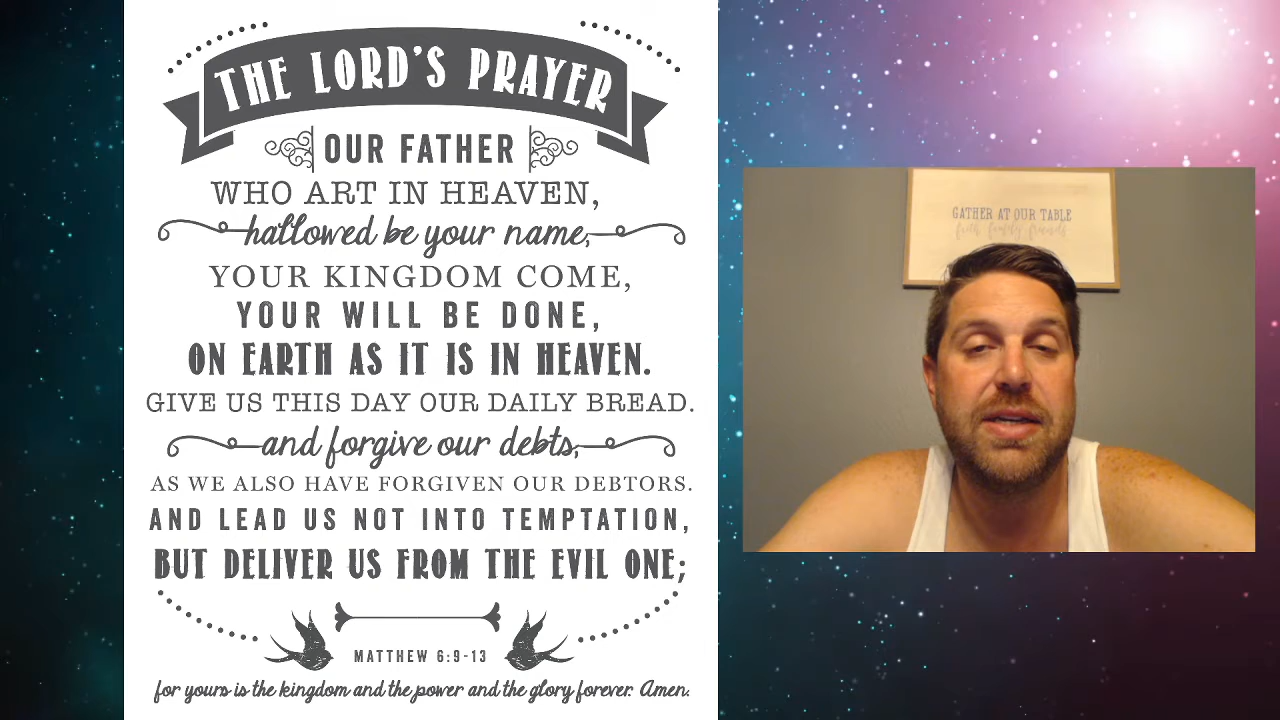 THE LORD'S PRAYER
OUR FATHER
WHO ART IN HEAVEN,
hallowed be your name,
YOUR KINGDOM COME,
YOUR WILL BE DONE,
ON EARTH AS IT IS IN HEAVEN.
GIVE US THIS DAY OUR DAILY BREAD.
and forgive our debts,
AS WE ALSO HAVE FORGIVEN OUR DEBTORS.
AND LEAD US NOT INTO TEMPTATION,
BUT DELIVER US FROM THE EVIL ONE;
MATTHEW 6:9-13
for yours is the kingdom and the power and the glory forever. Amen.
GATHER AT OUR TABLE
faith family friends